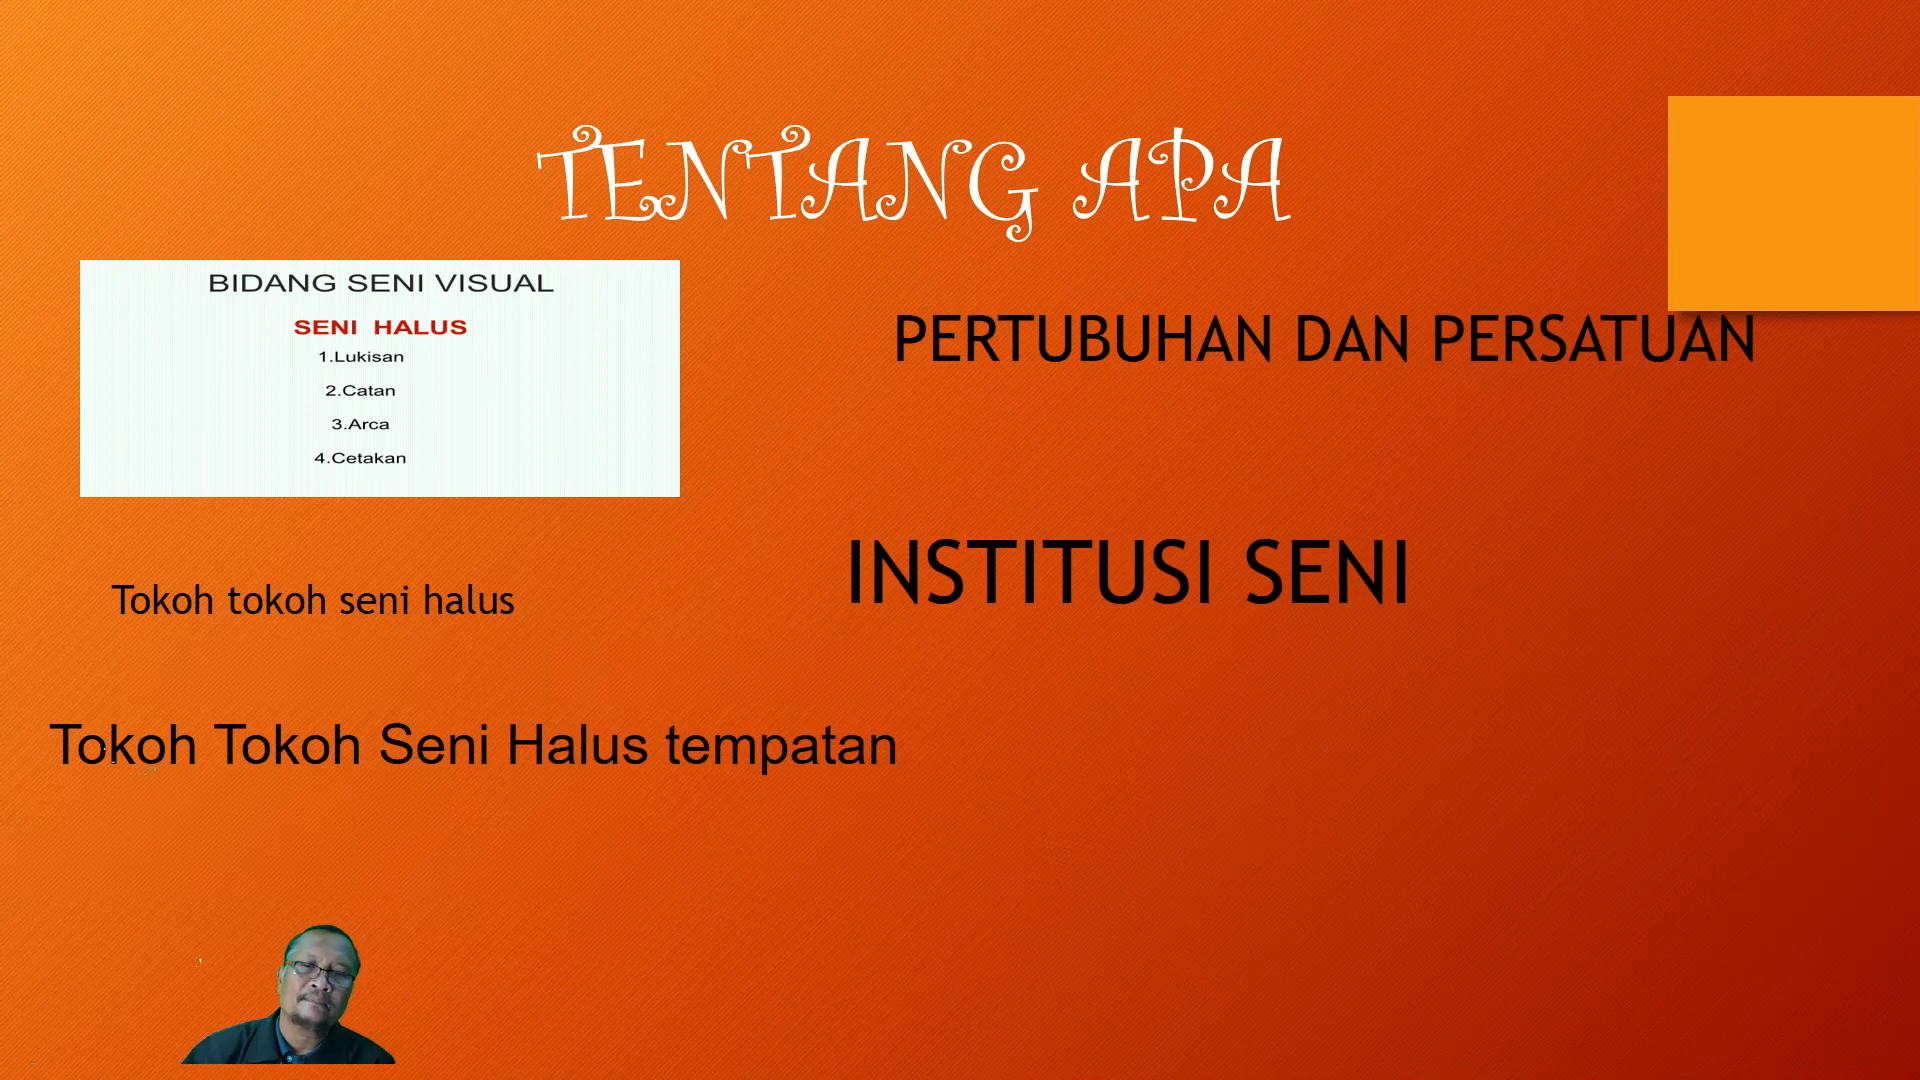 TENTANG APA
BIDANG SENI VISUAL
SENI HALUS
1.Lukisan
2.Catan
3.Arca
4.Cetakan
PERTUBUHAN DAN PERSATUAN
INSTITUSI SENI
Tokoh tokoh seni halus
Tokoh Tokoh Seni Halus tempatan